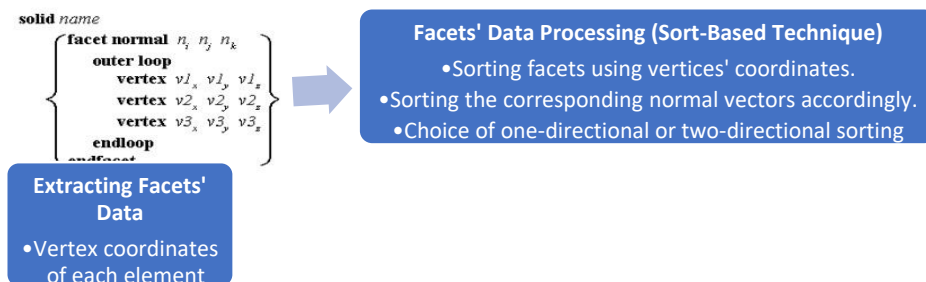 solid name
facet normal n_i n_j n_k
outer loop
vertex v1_x v1_y v1_z
vertex v2_x v2_y v2_z
vertex v3_x v3_y v3_z
endloop
endfacet
Extracting Facets'
Data
•Vertex coordinates
of each element
Facets' Data Processing (Sort-Based Technique)
•Sorting facets using vertices' coordinates.
•Sorting the corresponding normal vectors accordingly.
•Choice of one-directional or two-directional sorting